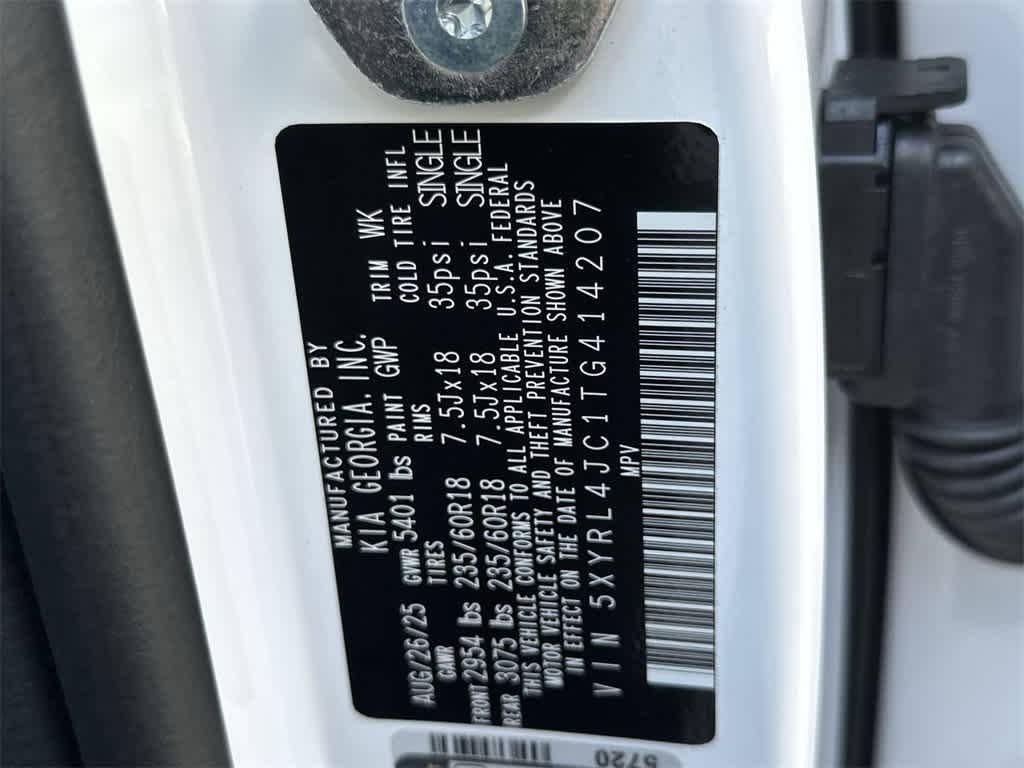 MANUFACTURED BY
KIA GEORGIA, INC.
AUG/26/25 GVWR 5401 lbs PAINT GWP TRIM WK
GAWR TIRES RIMS COLD TIRE INFL
FRONT 2954 lbs 235/60R18 7.5Jx18 35psi SINGLE
REAR 3075 lbs 235/60R18 7.5Jx18 35psi SINGLE
THIS VEHICLE CONFORMS TO ALL APPLICABLE U.S.A. FEDERAL
MOTOR VEHICLE SAFETY AND THEFT PREVENTION STANDARDS
IN EFFECT ON THE DATE OF MANUFACTURE SHOWN ABOVE
VIN 5XYRL4JC1TG414207
MPV
5720